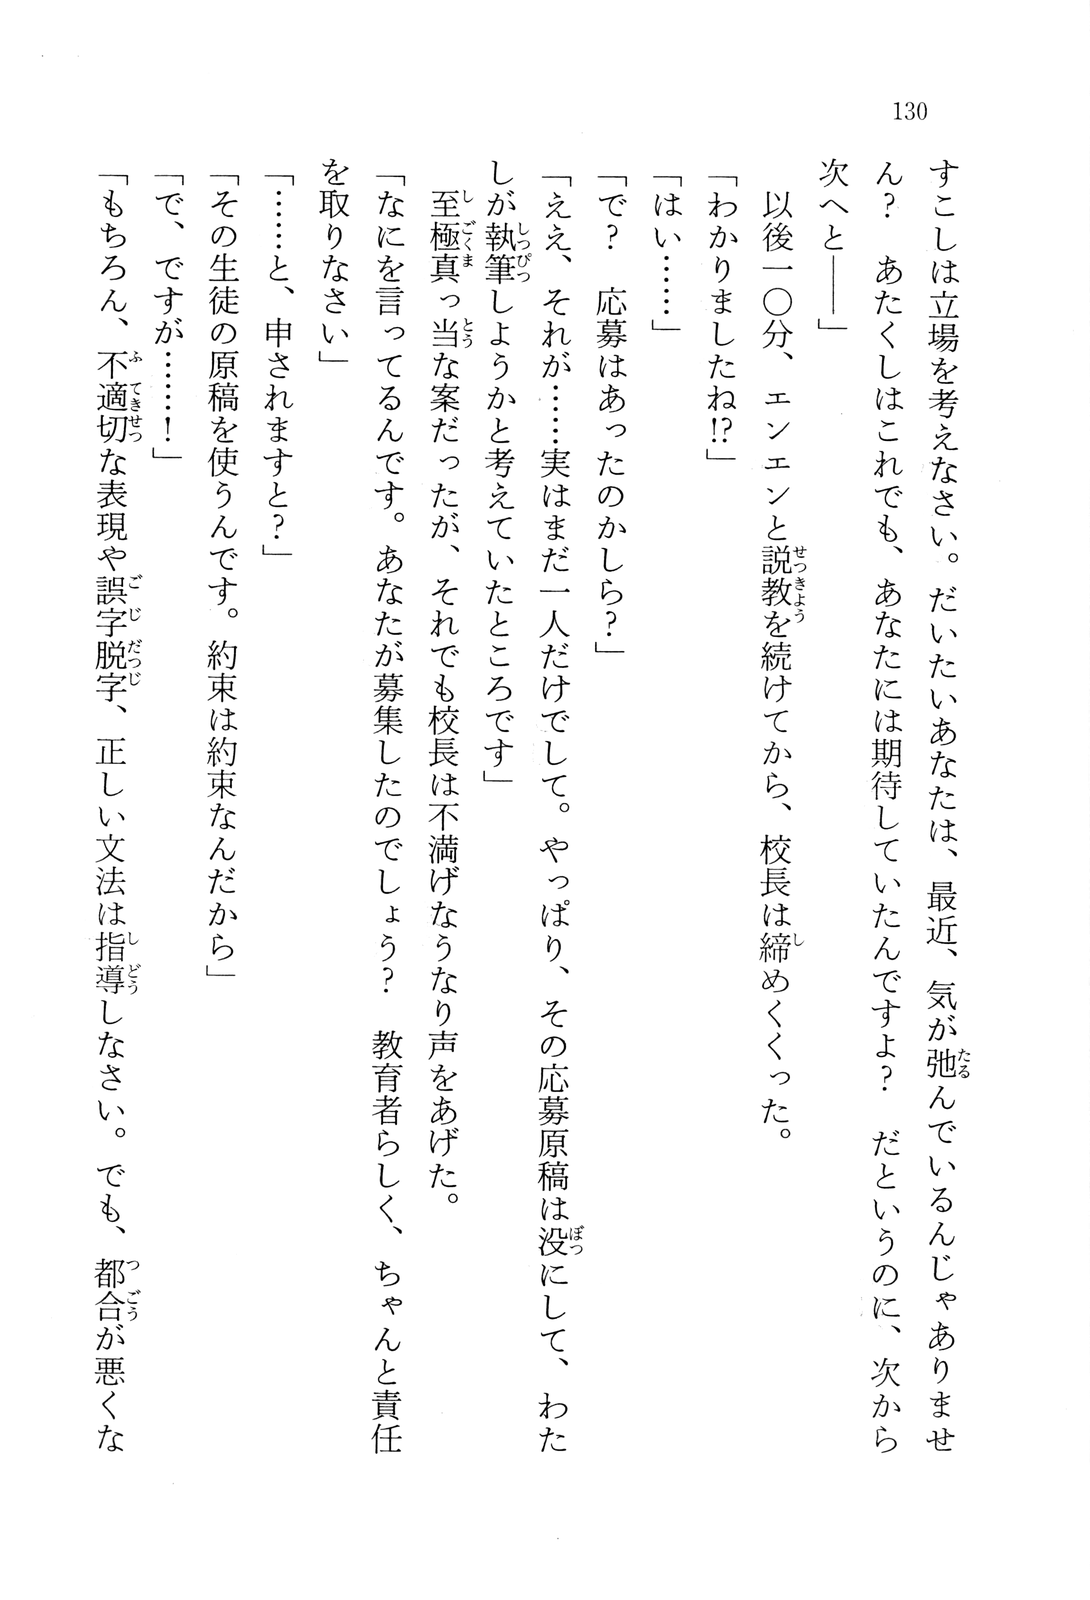 130
すこしは立場を考えなさい。だいたいあなたは、最近、気が弛んでいるんじゃありませ
ん？　あたくしはこれでも、あなたには期待していたんですよ？　だというのに、次から
次へと――」
　以後一〇分、エンエンと説教を続けてから、校長は締めくくった。
「わかりましたね!?」
「はい……」
「で？　応募はあったのかしら？」
「ええ、それが……実はまだ一人だけでして。やっぱり、その応募原稿は没にして、わた
しが執筆しようかと考えていたところです」
　至極真っ当な案だったが、それでも校長は不満げなうなり声をあげた。
「なにを言ってるんです。あなたが募集したのでしょう？　教育者らしく、ちゃんと責任
を取りなさい」
「……と、申されますと？」
「その生徒の原稿を使うんです。約束は約束なんだから」
「で、ですが……！」
「もちろん、不適切な表現や誤字脱字、正しい文法は指導しなさい。でも、都合が悪くな